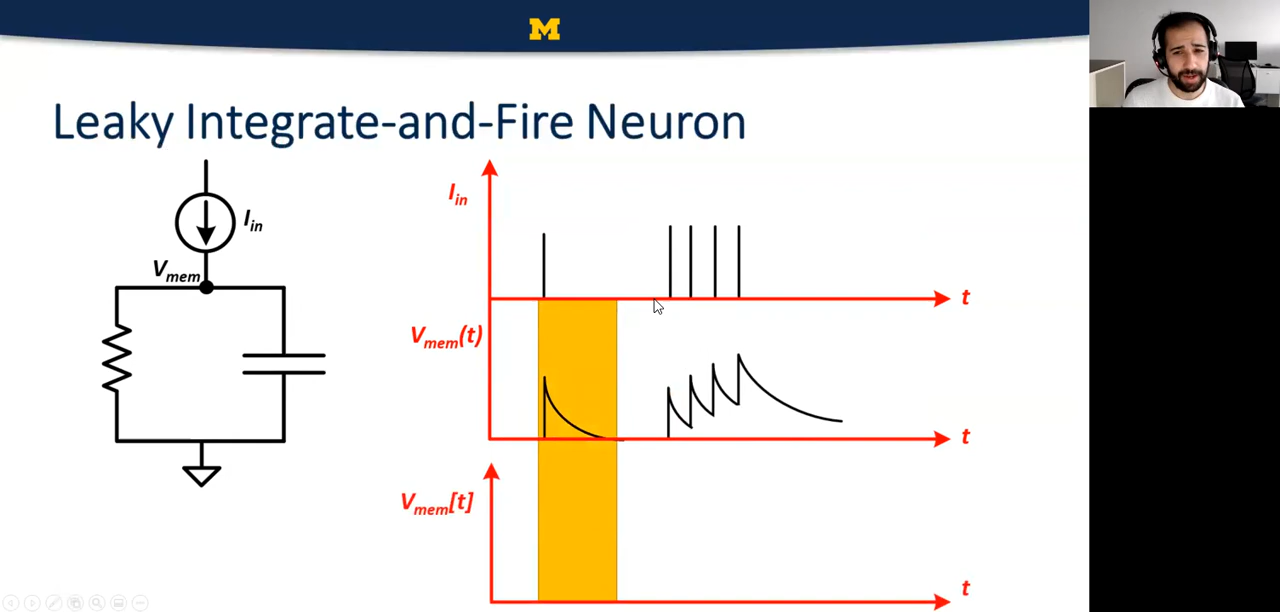 M
Leaky Integrate-and-Fire Neuron
I_in
V_mem
I_in
t
V_mem(t)
t
V_mem[t]
t